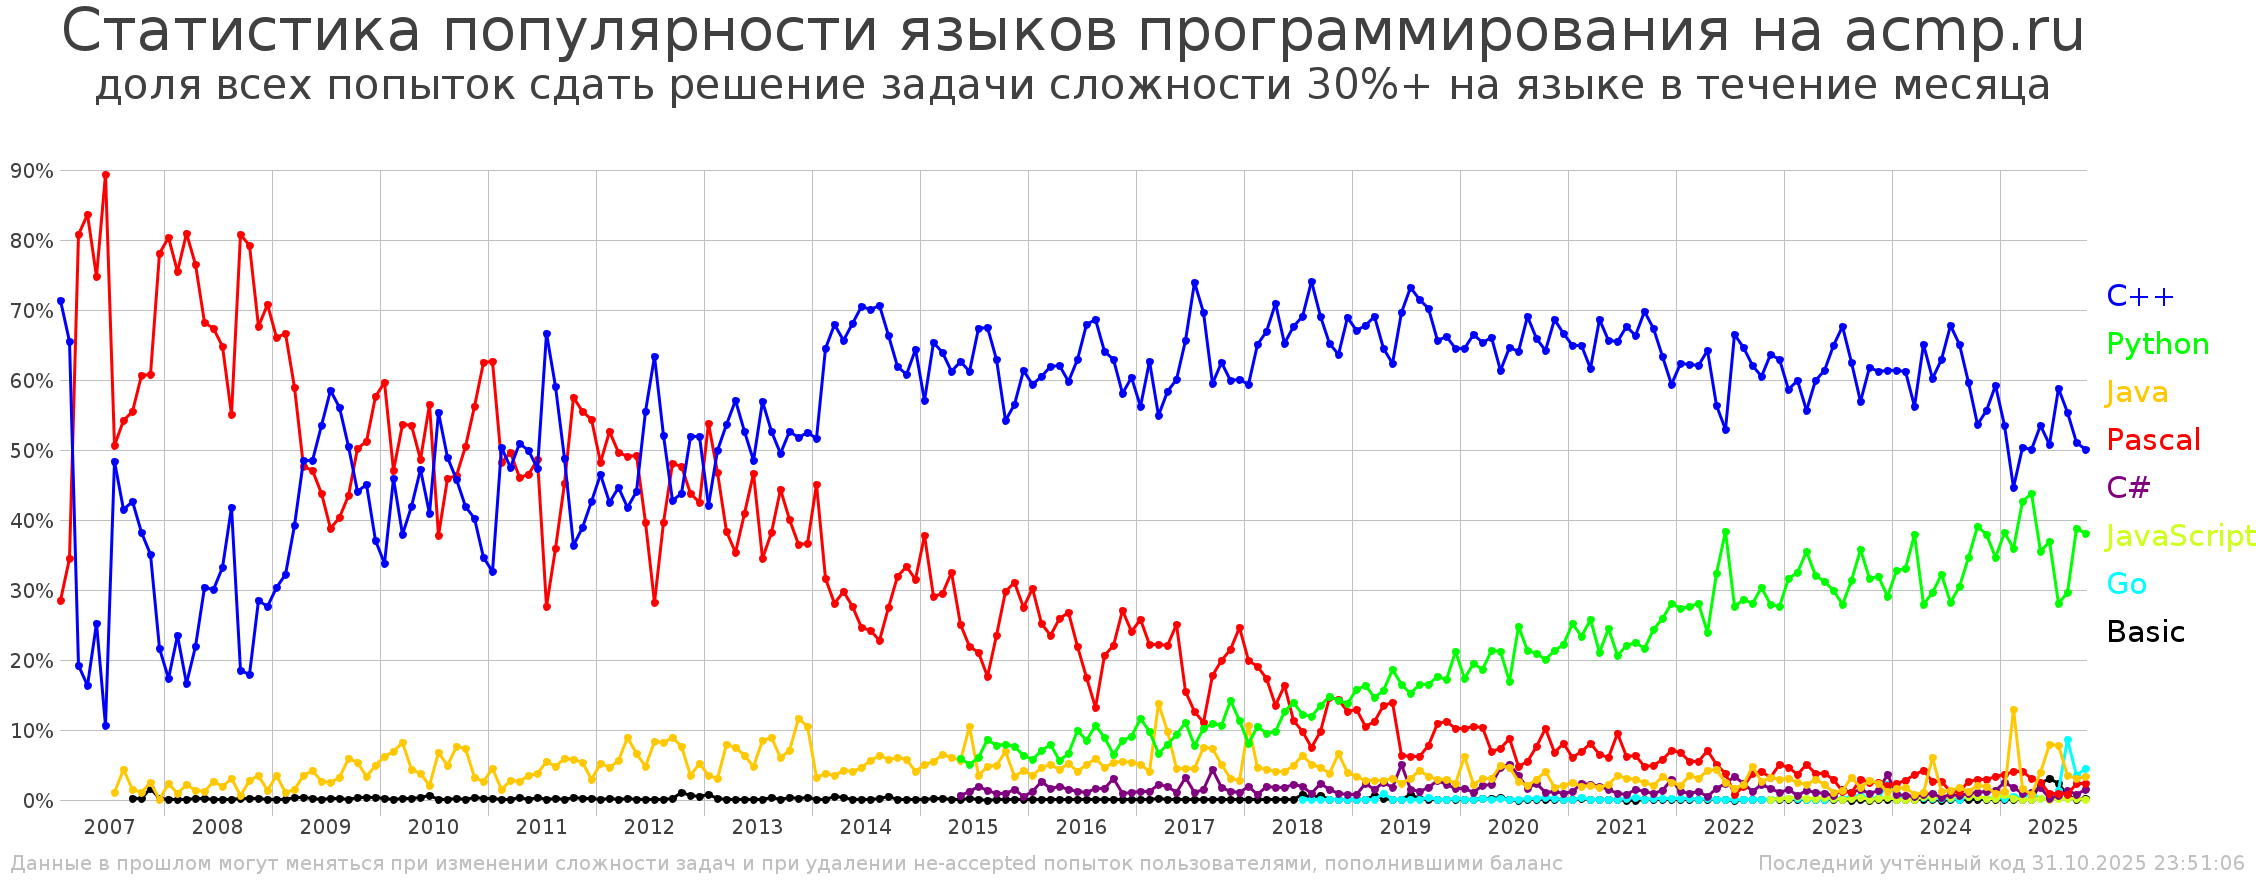 Статистика популярности языков программирования на acmp.ru
доля всех попыток сдать решение задачи сложности 30%+ на языке в течение месяца
90%
80%
70%
60%
50%
40%
30%
20%
10%
0%
C++
Python
Java
Pascal
C#
JavaScript
Go
Basic
2007 2008 2009 2010 2011 2012 2013 2014 2015 2016 2017 2018 2019 2020 2021 2022 2023 2024 2025
Данные в прошлом могут меняться при изменении сложности задач и при удалении не-accepted попыток пользователями, пополнившими баланс
Последний учтённый код 31.10.2025 23:51:06